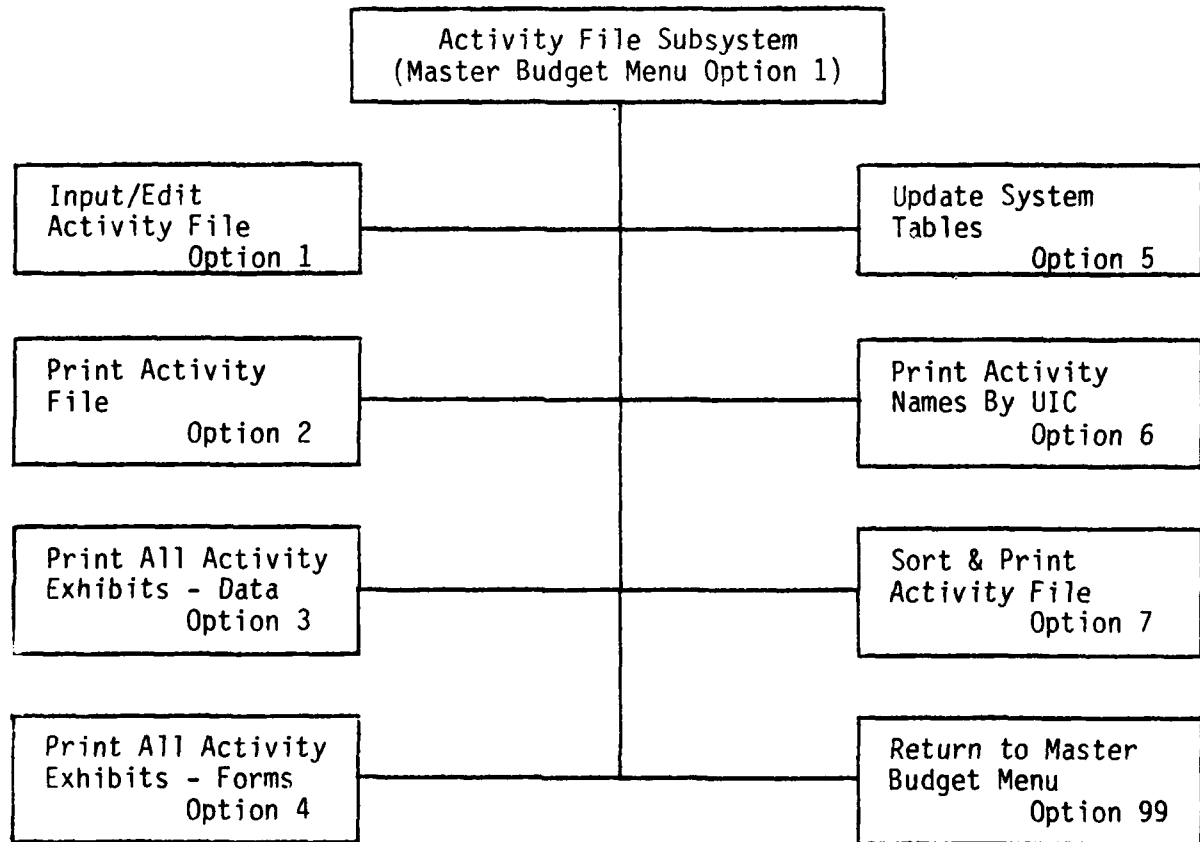 Activity File Subsystem
(Master Budget Menu Option 1)
Input/Edit
Activity File
Option 1
Update System
Tables
Option 5
Print Activity
File
Option 2
Print Activity
Names By UIC
Option 6
Print All Activity
Exhibits - Data
Option 3
Sort & Print
Activity File
Option 7
Print All Activity
Exhibits - Forms
Option 4
Return to Master
Budget Menu
Option 99